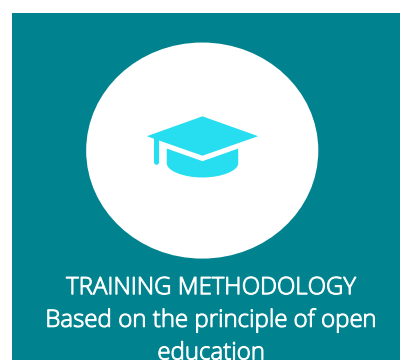 TRAINING METHODOLOGY
Based on the principle of open
education